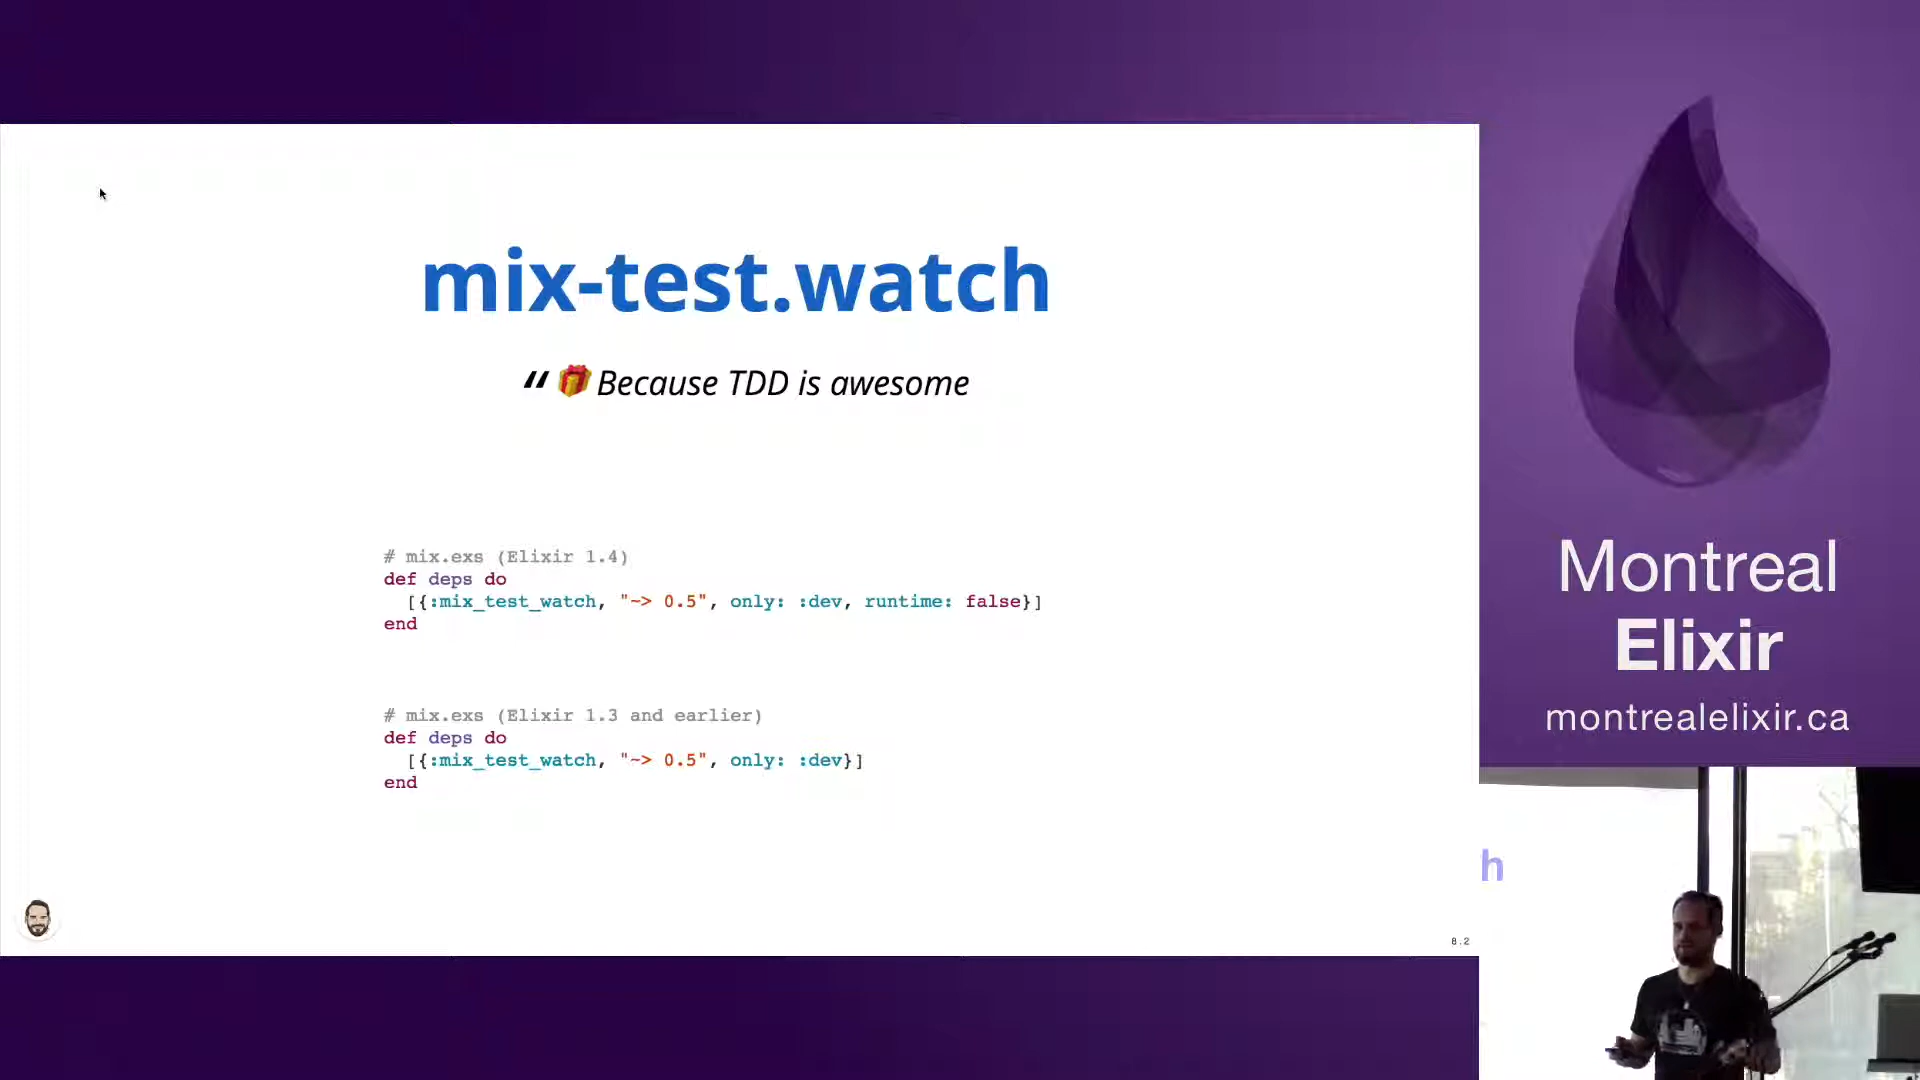 mix-test.watch
“🎁 Because TDD is awesome
# mix.exs (Elixir 1.4)
def deps do
  [{:mix_test_watch, "~> 0.5", only: :dev, runtime: false}]
end
# mix.exs (Elixir 1.3 and earlier)
def deps do
  [{:mix_test_watch, "~> 0.5", only: :dev}]
end
8.2
Montreal
Elixir
montrealelixir.ca
h